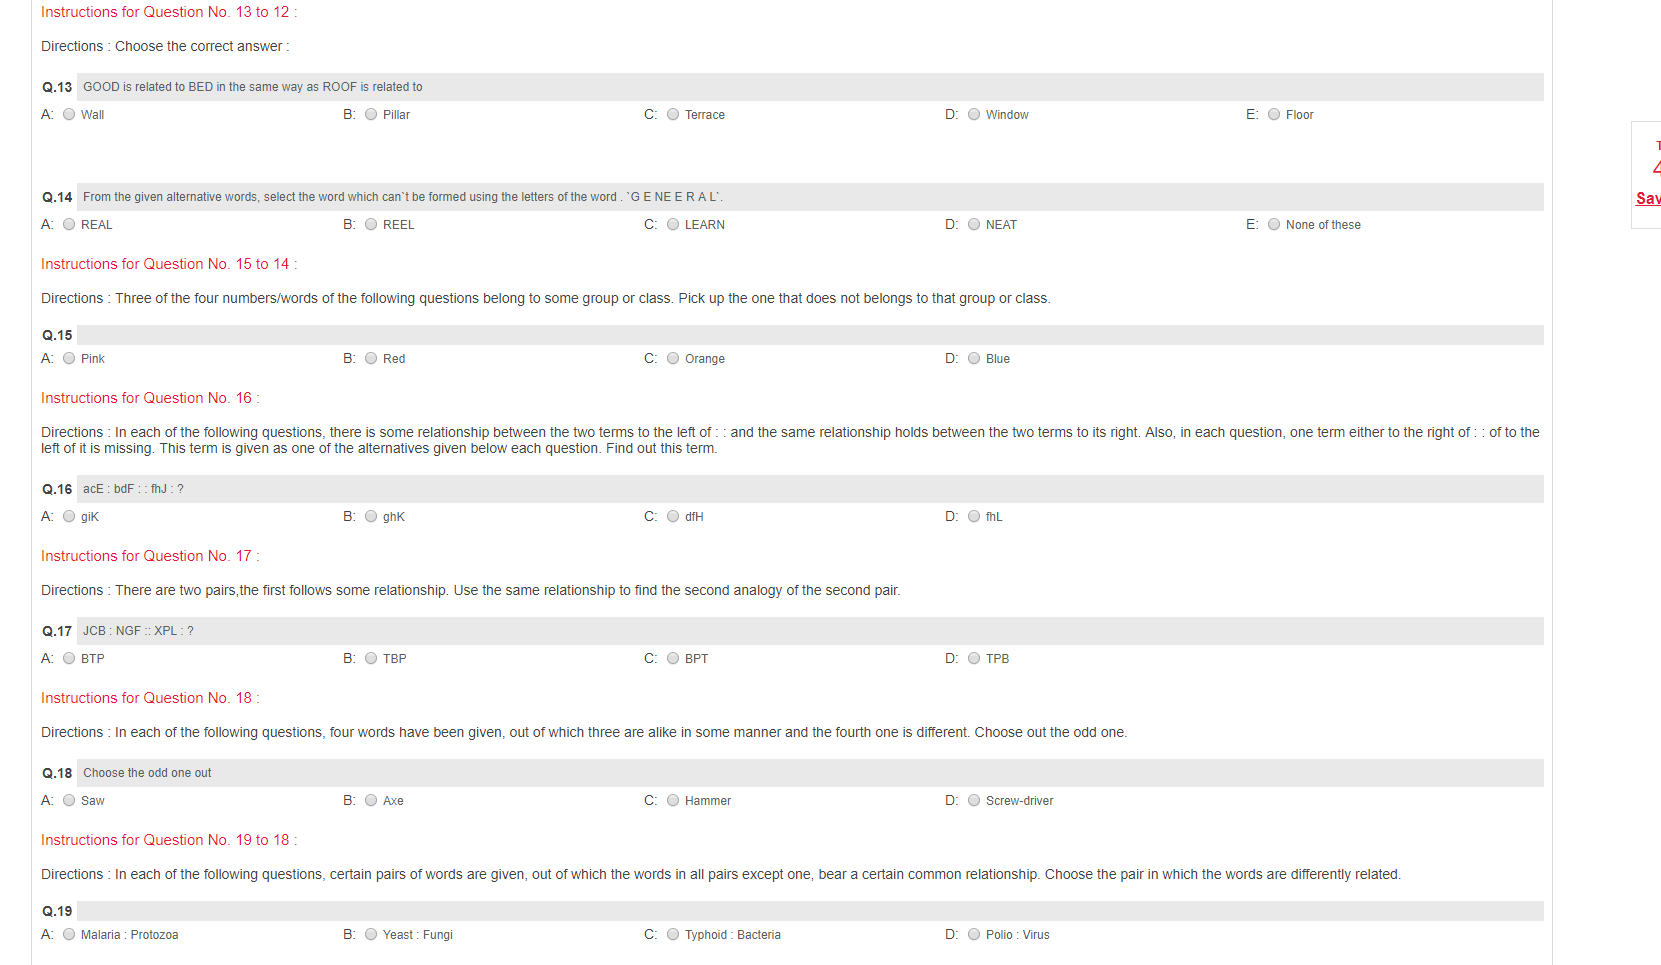 Instructions for Question No. 13 to 12 :
Directions : Choose the correct answer :
Q.13 GOOD is related to BED in the same way as ROOF is related to
A: Wall B: Pillar C: Terrace D: Window E: Floor
Q.14 From the given alternative words, select the word which can`t be formed using the letters of the word . `G E NE E R A L`.
A: REAL B: REEL C: LEARN D: NEAT E: None of these
Instructions for Question No. 15 to 14 :
Directions : Three of the four numbers/words of the following questions belong to some group or class. Pick up the one that does not belongs to that group or class.
Q.15
A: Pink B: Red C: Orange D: Blue
Instructions for Question No. 16 :
Directions : In each of the following questions, there is some relationship between the two terms to the left of : : and the same relationship holds between the two terms to its right. Also, in each question, one term either to the right of : : of to the
left of it is missing. This term is given as one of the alternatives given below each question. Find out this term.
Q.16 acE : bdF : : fhJ : ?
A: giK B: ghK C: dfH D: fhL
Instructions for Question No. 17 :
Directions : There are two pairs,the first follows some relationship. Use the same relationship to find the second analogy of the second pair.
Q.17 JCB : NGF :: XPL : ?
A: BTP B: TBP C: BPT D: TPB
Instructions for Question No. 18 :
Directions : In each of the following questions, four words have been given, out of which three are alike in some manner and the fourth one is different. Choose out the odd one.
Q.18 Choose the odd one out
A: Saw B: Axe C: Hammer D: Screw-driver
Instructions for Question No. 19 to 18 :
Directions : In each of the following questions, certain pairs of words are given, out of which the words in all pairs except one, bear a certain common relationship. Choose the pair in which the words are differently related.
Q.19
A: Malaria : Protozoa B: Yeast : Fungi C: Typhoid : Bacteria D: Polio : Virus
Sav